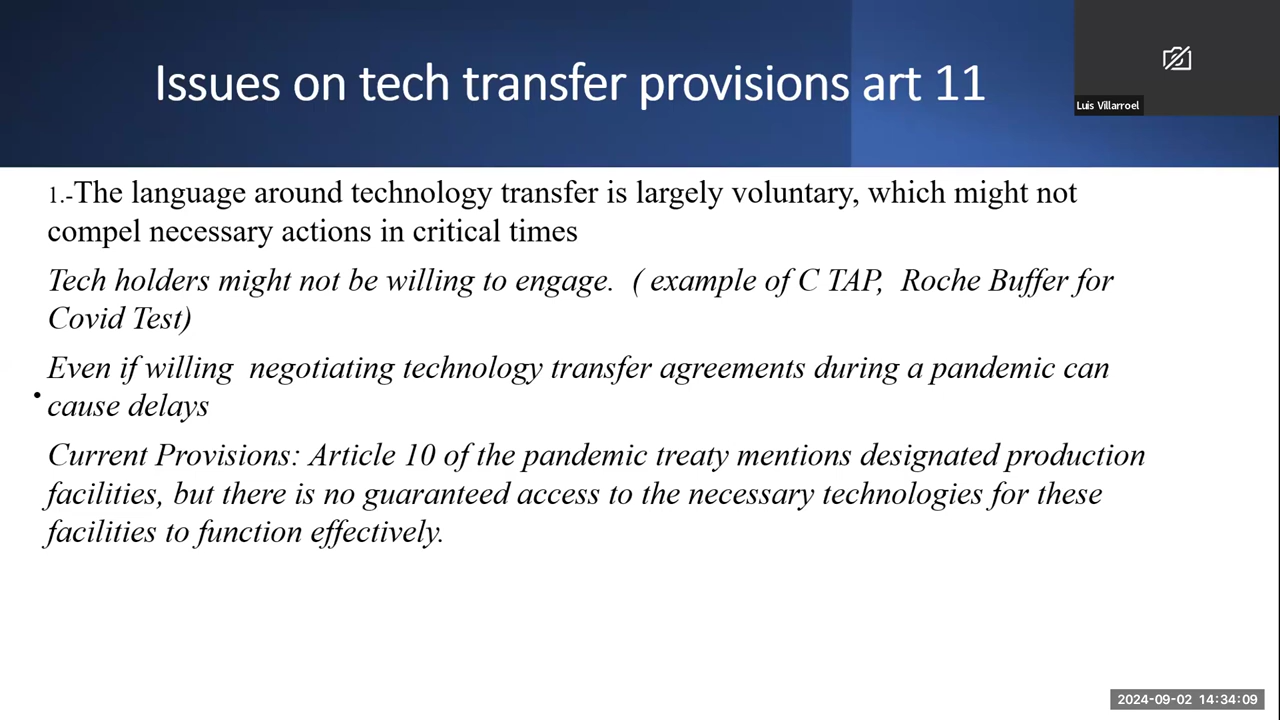 Issues on tech transfer provisions art 11
Luis Villarroel
1.-The language around technology transfer is largely voluntary, which might not
compel necessary actions in critical times
Tech holders might not be willing to engage.  ( example of C TAP,  Roche Buffer for
Covid Test)
Even if willing  negotiating technology transfer agreements during a pandemic can
• cause delays
Current Provisions: Article 10 of the pandemic treaty mentions designated production
facilities, but there is no guaranteed access to the necessary technologies for these
facilities to function effectively.
2024-09-02 14:34:09